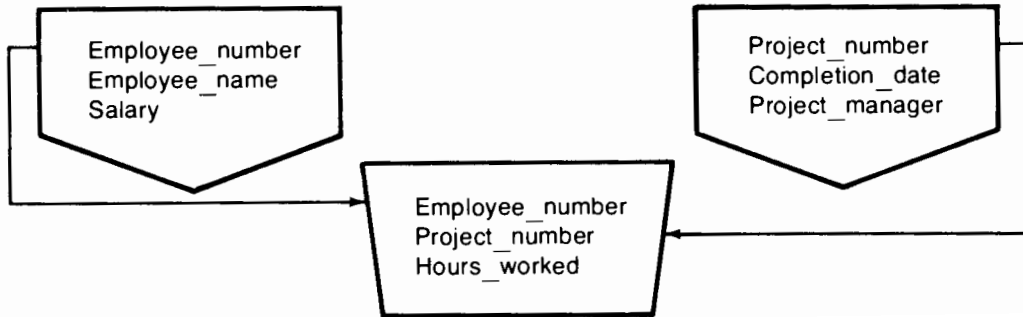 Employee_number
Employee_name
Salary
Project_number
Completion_date
Project_manager
Employee_number
Project_number
Hours_worked